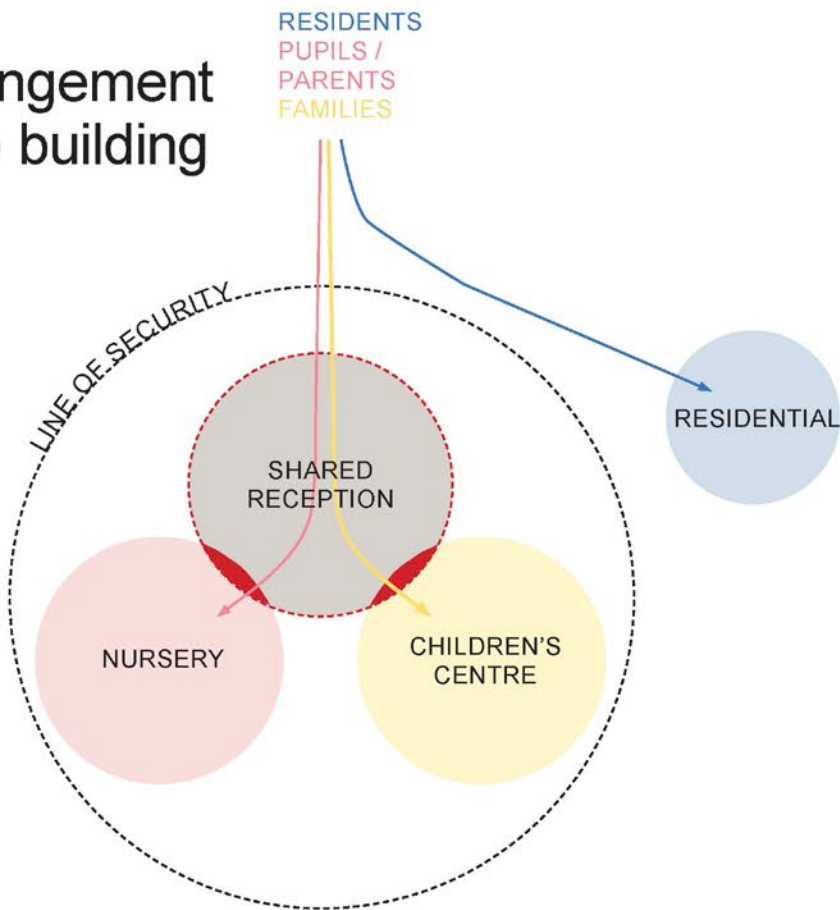 ngement
building
RESIDENTS
PUPILS /
PARENTS
FAMILIES
LINE OF SECURITY
RESIDENTIAL
SHARED
RECEPTION
NURSERY
CHILDREN'S
CENTRE